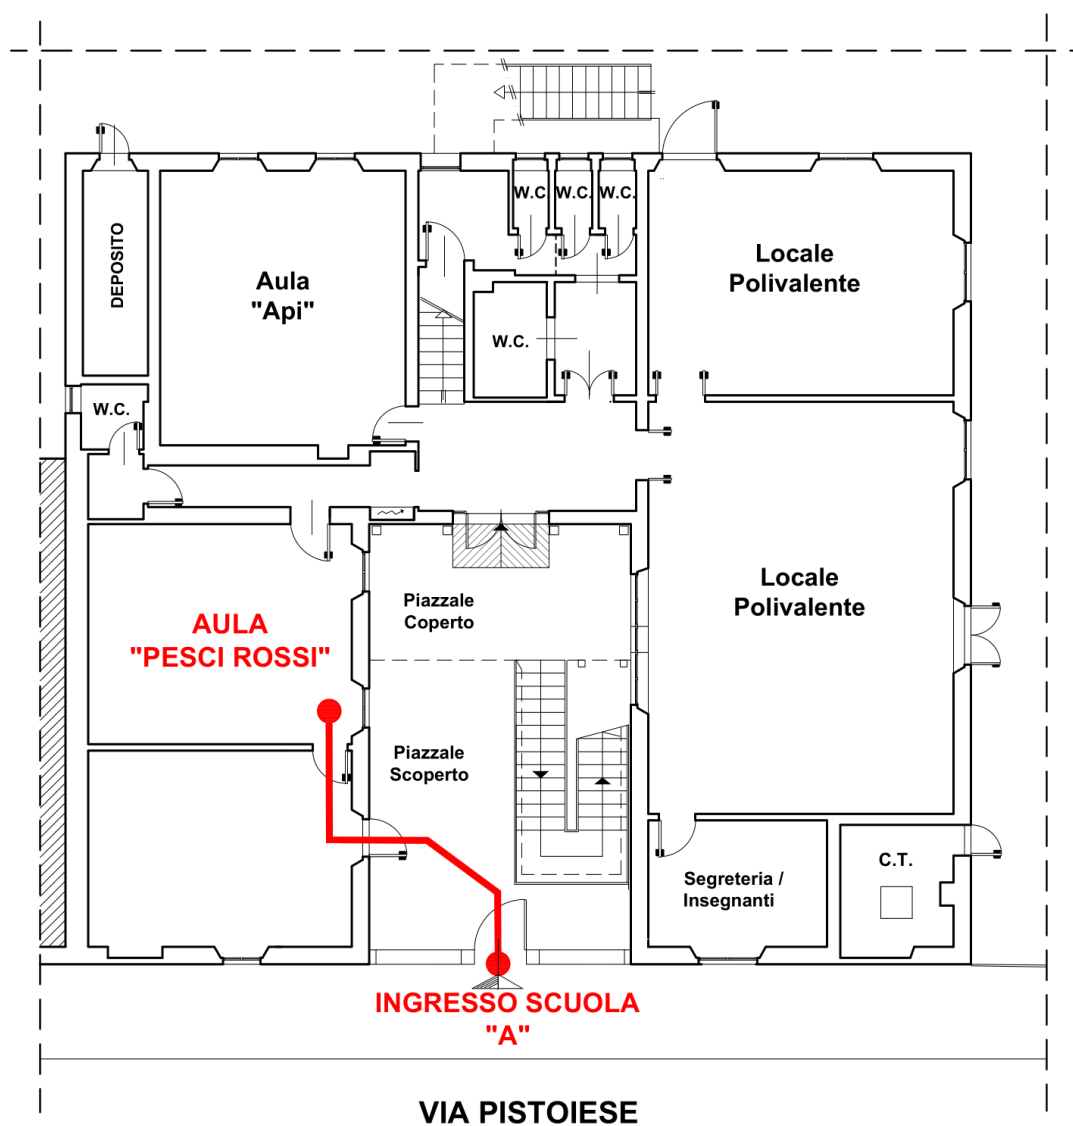 W.C.
W.C.
W.C.
DEPOSITO
Aula
"Api"
Locale
Polivalente
W.C.
W.C.
Locale
Polivalente
Piazzale
Coperto
AULA
"PESCI ROSSI"
Piazzale
Scoperto
Segreteria /
Insegnanti
C.T.
INGRESSO SCUOLA
"A"
VIA PISTOIESE